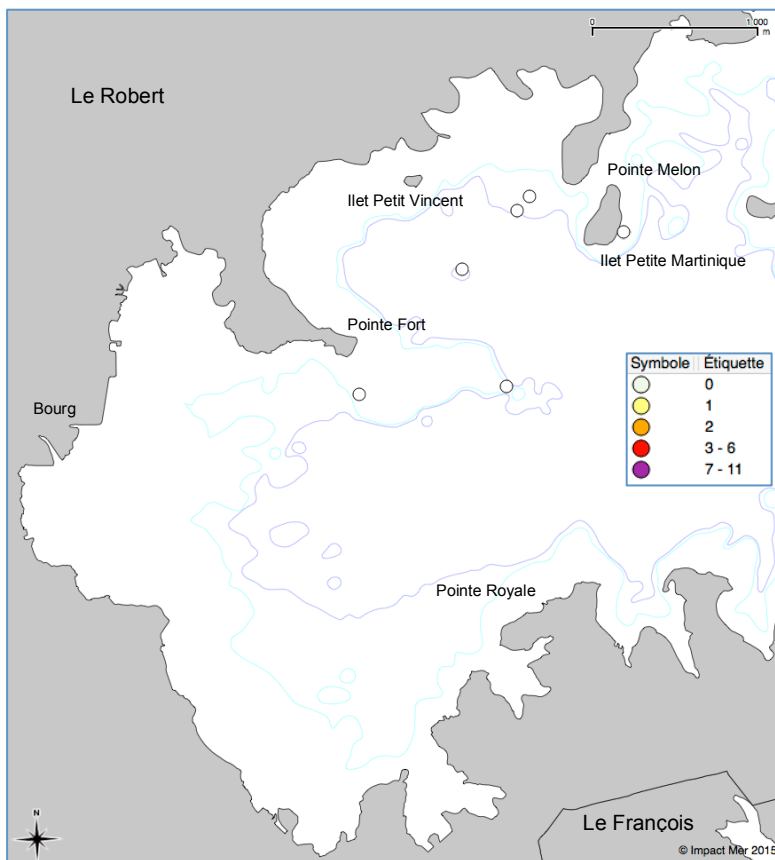 0 1 000
m
Le Robert
Pointe Melon
Ilet Petit Vincent
Ilet Petite Martinique
Pointe Fort
Symbole Étiquette
0
1
2
3 - 6
7 - 11
Bourg
Pointe Royale
N
Le François
© Impact Mer 2015